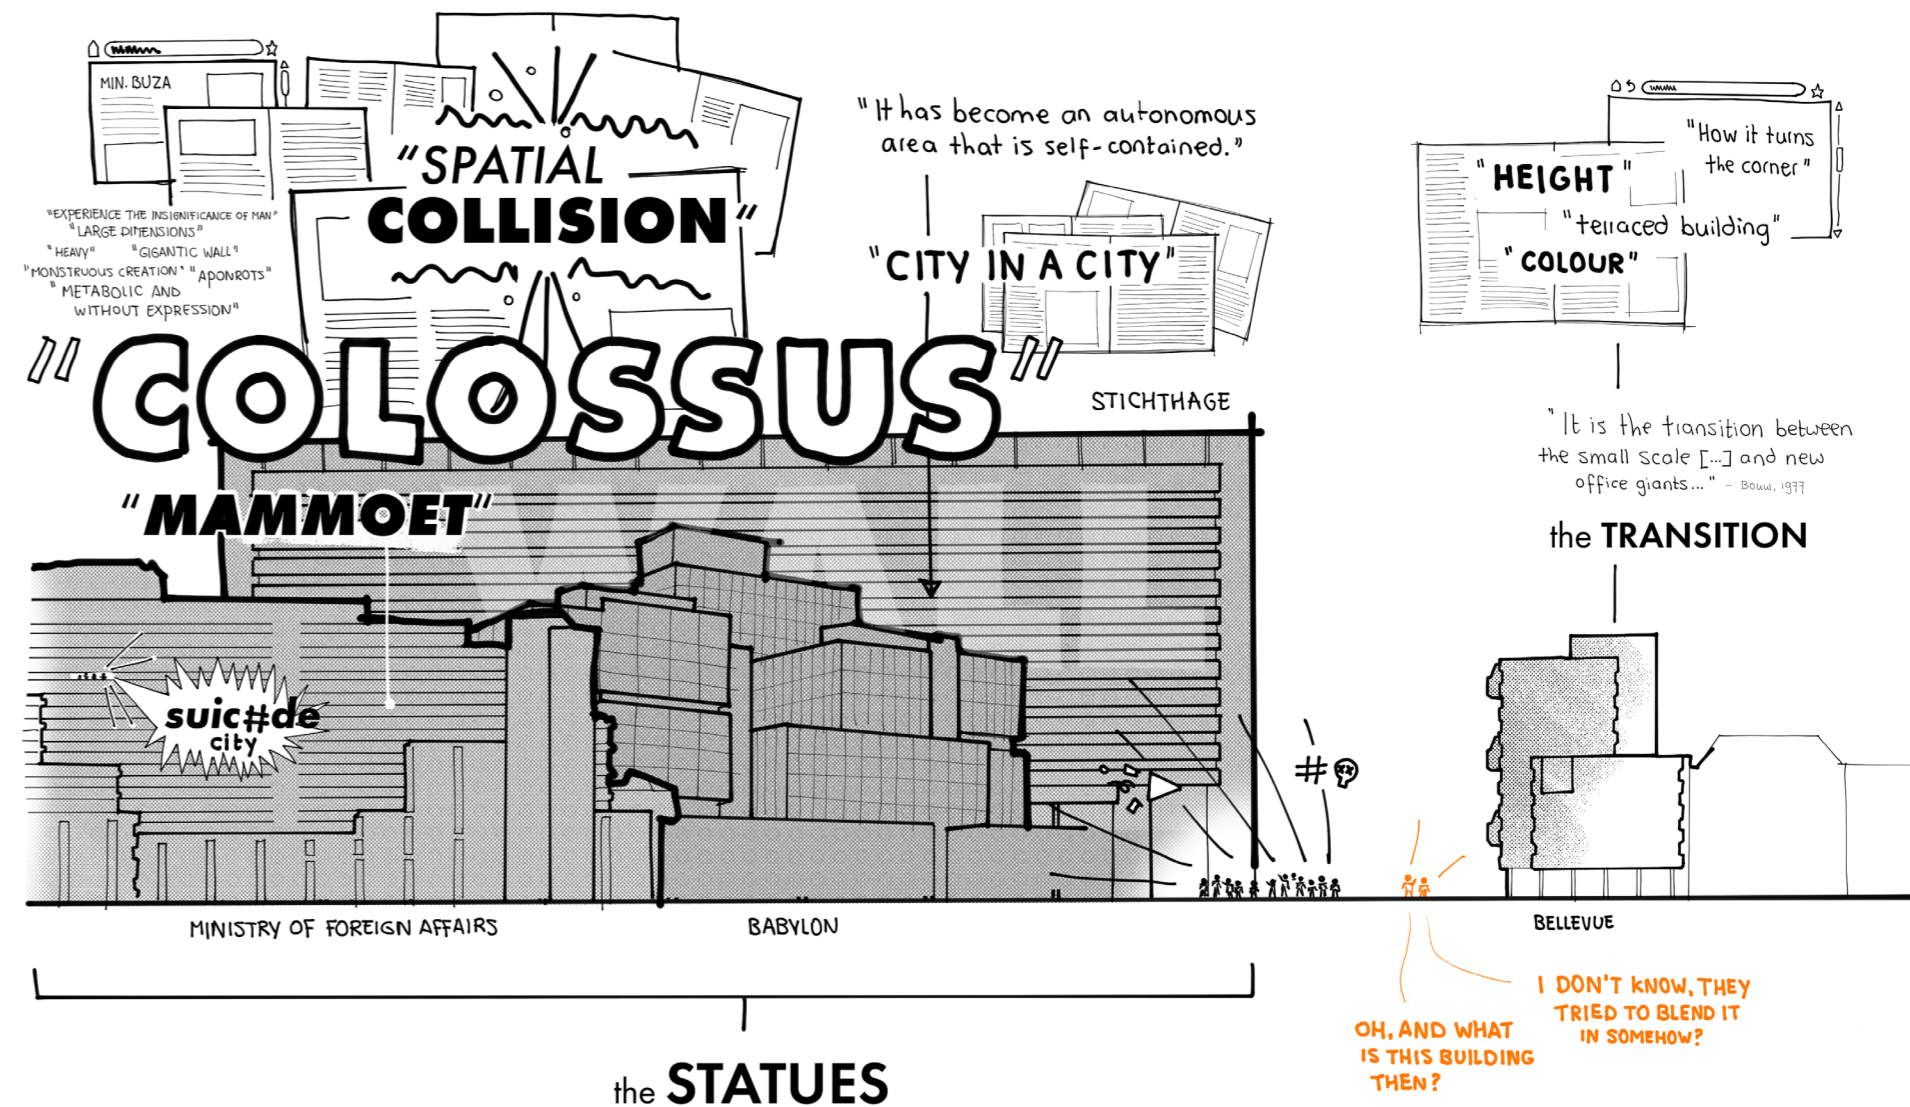 MIN. BUZA
"EXPERIENCE THE INSIGNIFICANCE OF MAN"
"LARGE DIMENSIONS"
"HEAVY" "GIGANTIC WALL"
"MONSTRUOUS CREATION" "APONROTS"
"METABOLIC AND
WITHOUT EXPRESSION"
"SPATIAL
COLLISION"
"COLOSSUS"
"MAMMOET"
suic#de
city
WALL
"It has become an autonomous
area that is self-contained."
"CITY IN A CITY"
STICHTHAGE
"HEIGHT"
"How it turns
the corner"
"terraced building"
"COLOUR"
"It is the transition between
the small scale [...] and new
office giants..." - Bouw, 1977
the TRANSITION
#
MINISTRY OF FOREIGN AFFAIRS
BABYLON
BELLEVUE
the STATUES
OH, AND WHAT
IS THIS BUILDING
THEN?
I DON'T KNOW, THEY
TRIED TO BLEND IT
IN SOMEHOW?